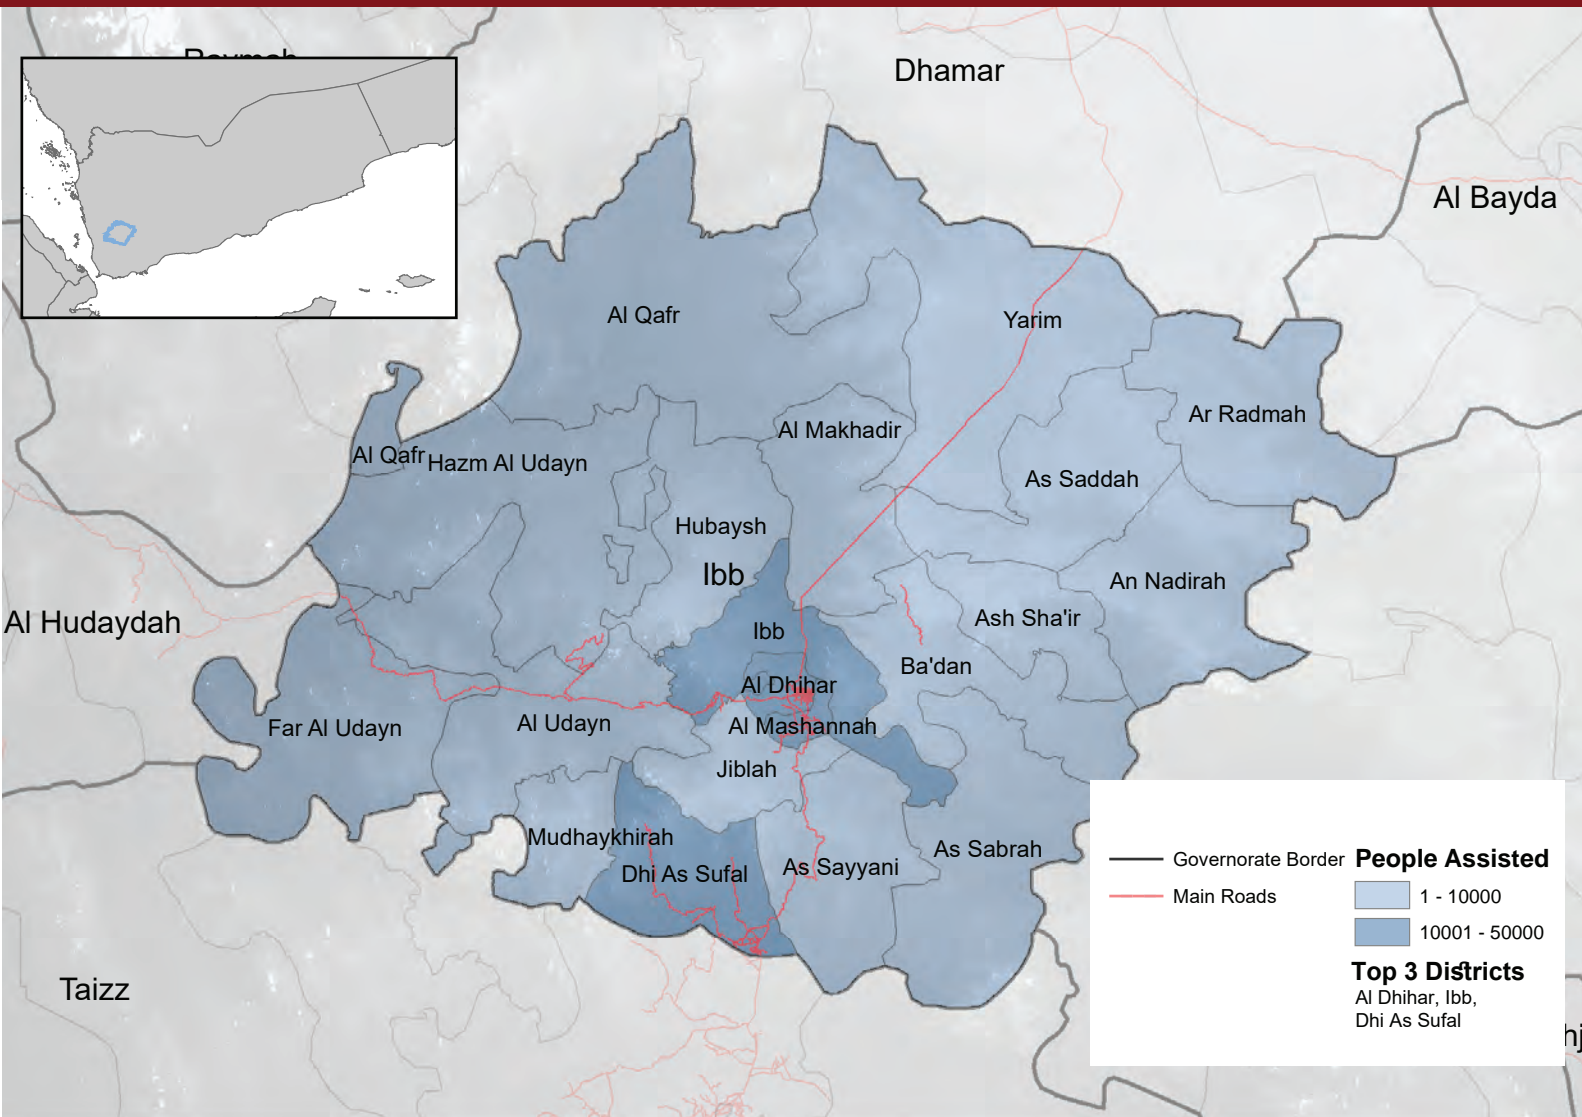 Dhamar
Al Bayda
Al Qafr
Yarim
Ar Radmah
Al Makhadir
Al Qafr
Hazm Al Udayn
As Saddah
Hubaysh
Ibb
An Nadirah
Al Hudaydah
Ash Sha'ir
Ibb
Ba'dan
Al Dhihar
Far Al Udayn
Al Udayn
Al Mashannah
Jiblah
Mudhaykhirah
Dhi As Sufal
As Sayyani
As Sabrah
Taizz
Governorate Border
Main Roads
People Assisted
1 - 10000
10001 - 50000
Top 3 Districts
Al Dhihar, Ibb,
Dhi As Sufal